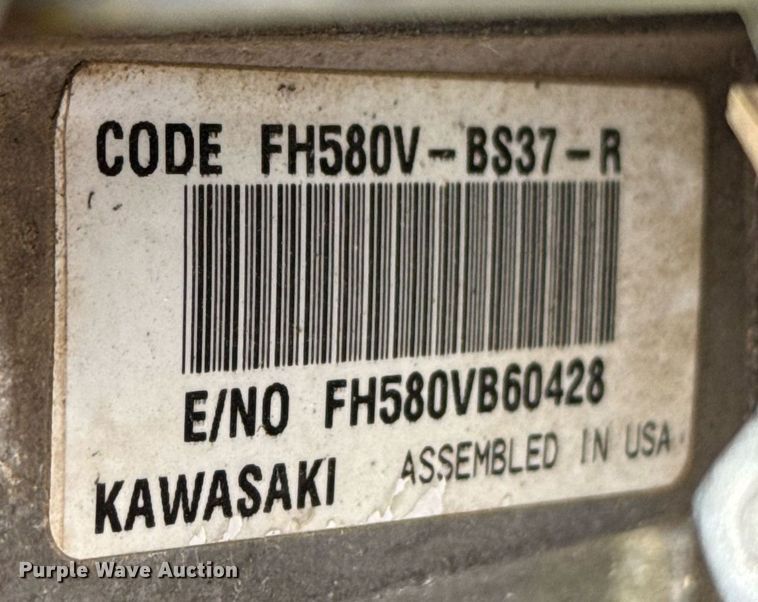 CODE FH580V-BS37-R
E/NO FH580VB60428
KAWASAKI ASSEMBLED IN USA
Purple Wave Auction